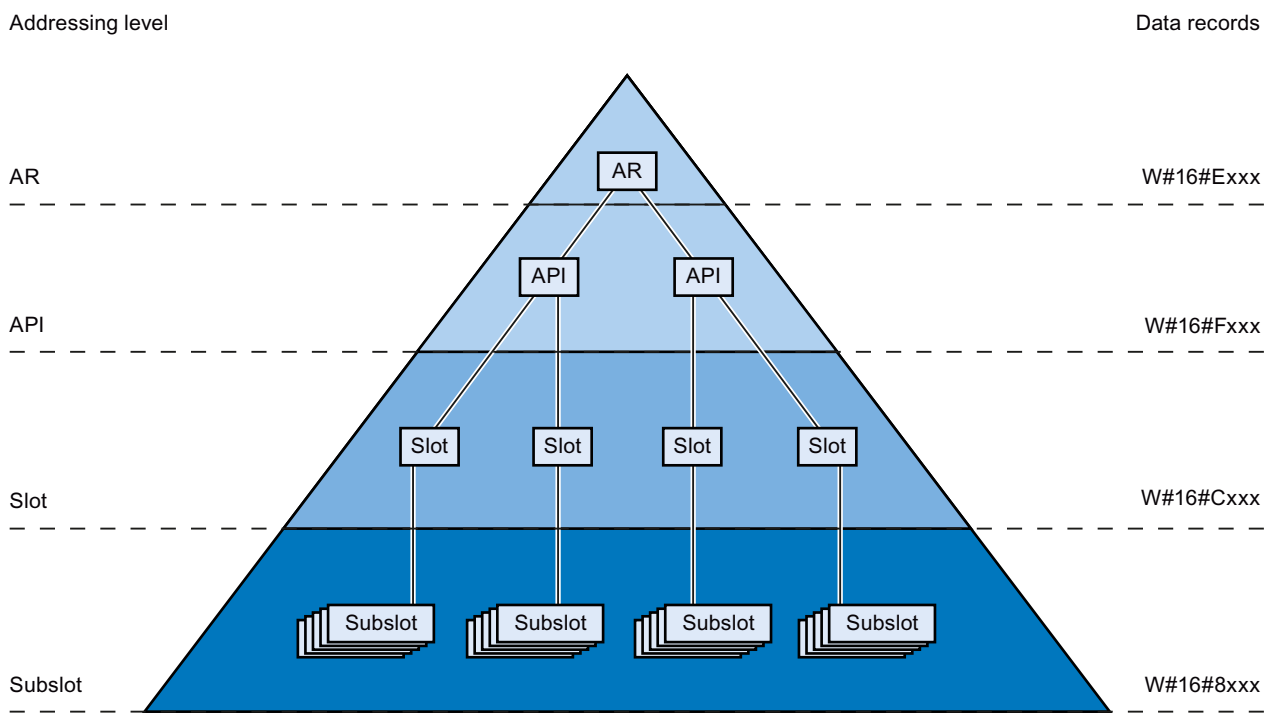 Addressing level
Data records
AR
AR
W#16#Exxx
API
API
API
W#16#Fxxx
Slot
Slot
Slot
Slot
Slot
W#16#Cxxx
Subslot
Subslot
Subslot
Subslot
Subslot
W#16#8xxx